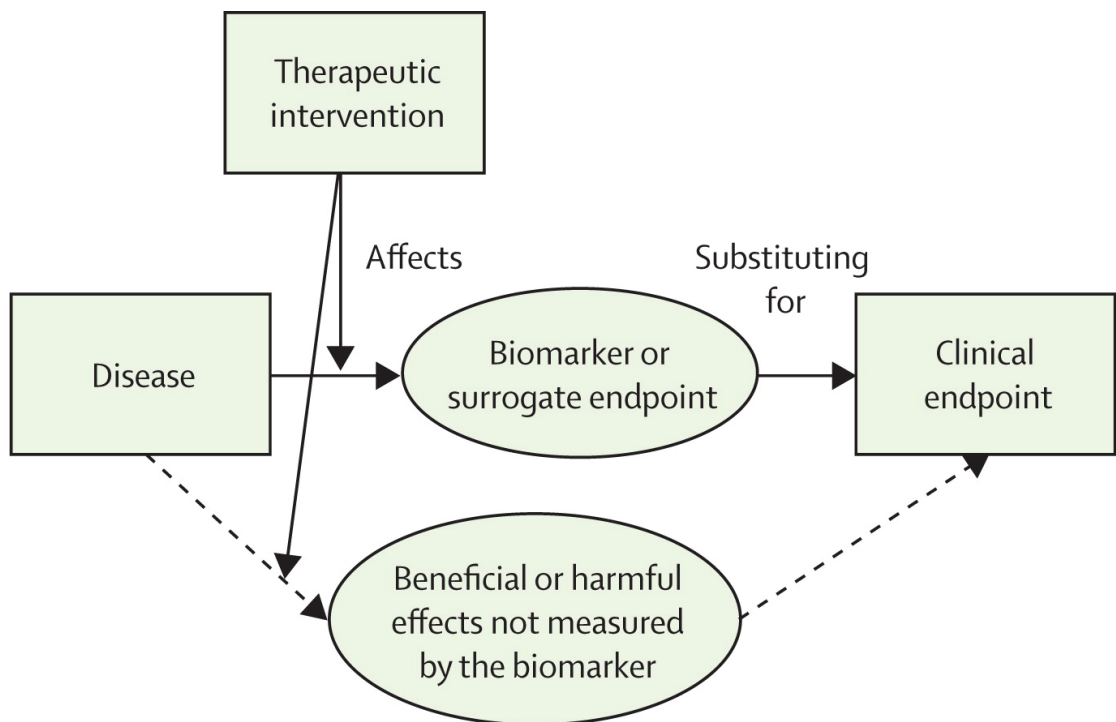 Therapeutic
intervention
Affects
Substituting
for
Disease
Biomarker or
surrogate endpoint
Clinical
endpoint
Beneficial or harmful
effects not measured
by the biomarker